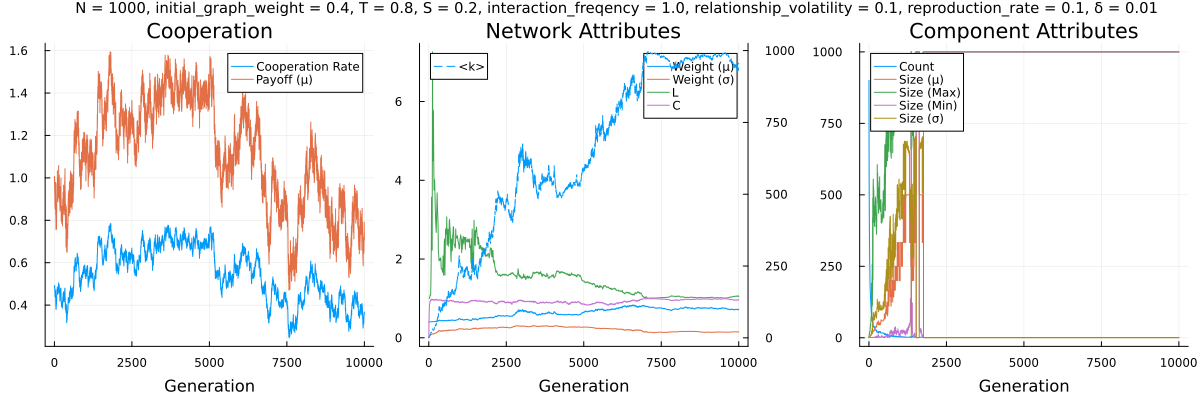 N = 1000, initial_graph_weight = 0.4, T = 0.8, S = 0.2, interaction_freqency = 1.0, relationship_volatility = 0.1, reproduction_rate = 0.1, δ = 0.01
Cooperation
1.6
1.4
1.2
1.0
0.8
0.6
0.4
Cooperation Rate
Payoff (μ)
0 2500 5000 7500 10000
Generation
Network Attributes
6
4
2
0
<k>
Weight (μ)
Weight (σ)
L
C
1000
750
500
250
0
0 2500 5000 7500 10000
Generation
Component Attributes
1000
750
500
250
0
Count
Size (μ)
Size (Max)
Size (Min)
Size (σ)
0 2500 5000 7500 10000
Generation